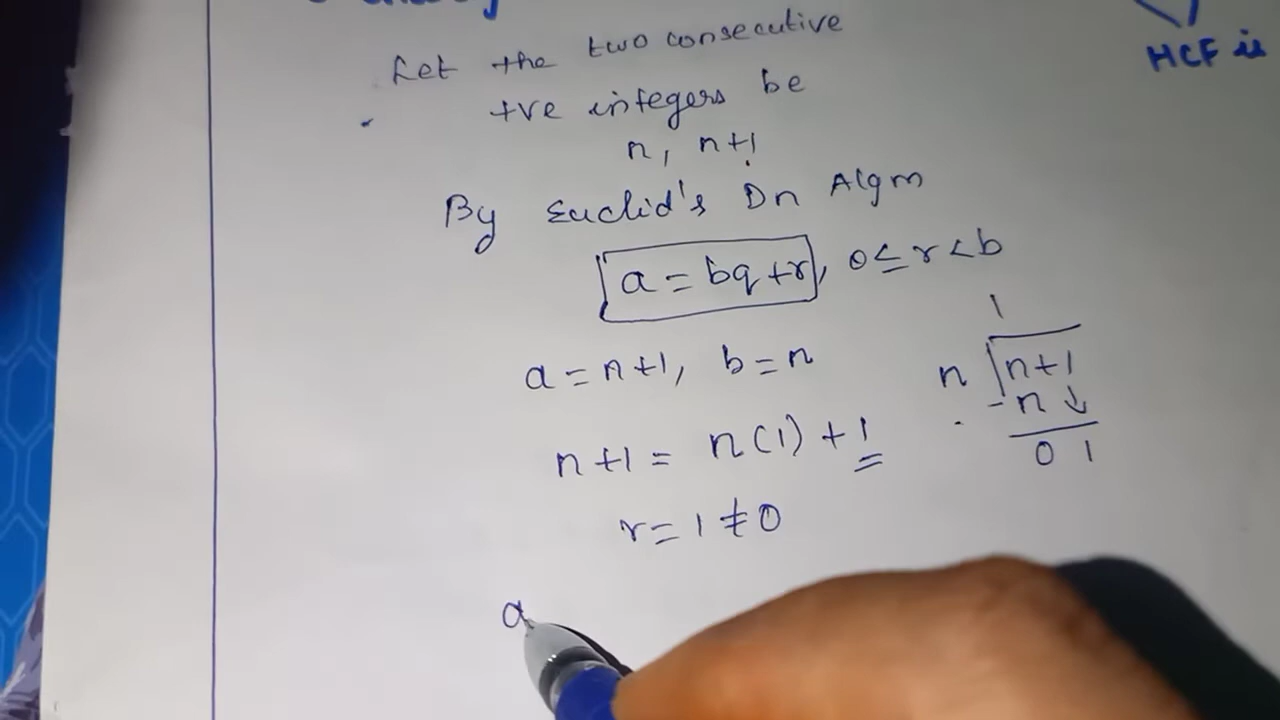 Let the two consecutive
+ve integers be
n, n+1
By Euclid's Dn Algm
a = bq + r, 0 ≤ r < b
a = n+1, b = n
n+1 = n(1) + 1
r = 1 ≠ 0
a
HCF is
1
n n+1
- n ↓
0 1